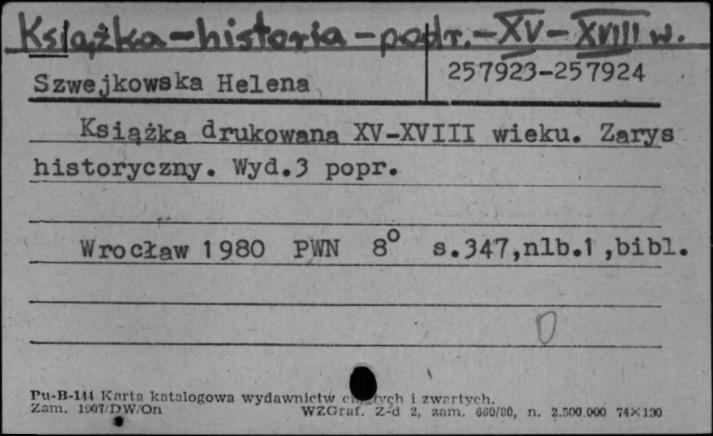 Książka-historia-podr.-XV-XVIII w.
Szwejkowska Helena 257923-257924
Książka drukowana XV-XVIII wieku. Zarys
historyczny. Wyd.3 popr.
Wrocław 1980 PWN 8° s.347,nlb.1 ,bibl.
0
Pu-B-144 Karta katalogowa wydawnictw ciągłych i zwartych.
Zam. 1907/DW/On WZGraf. Z-d 2, zam. 660/80, n. 2.500.000 74×120